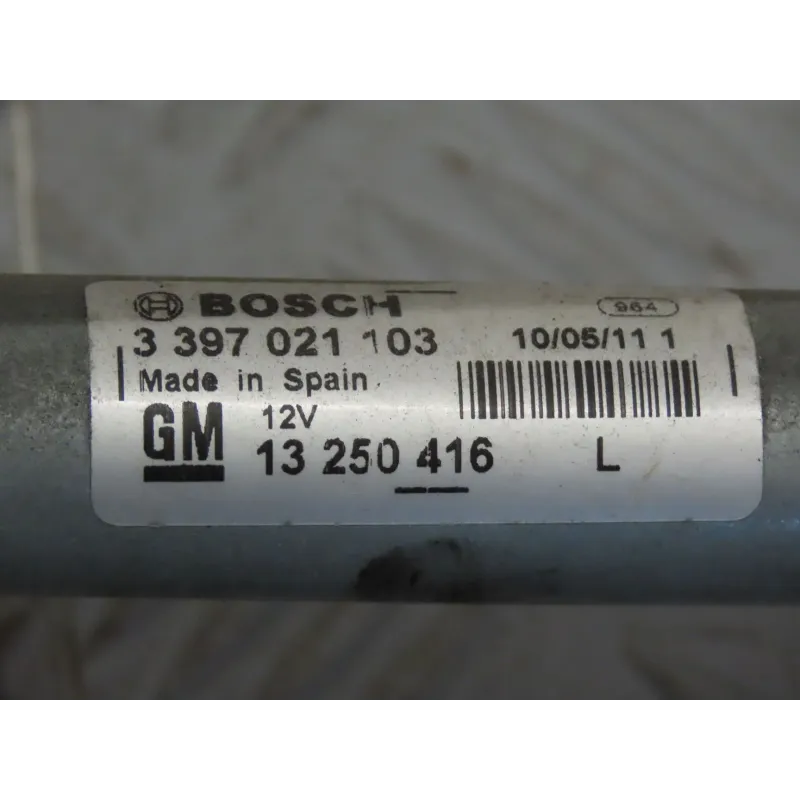 BOSCH 964
3 397 021 103 10/05/11 1
Made in Spain
GM 12V
13 250 416 L